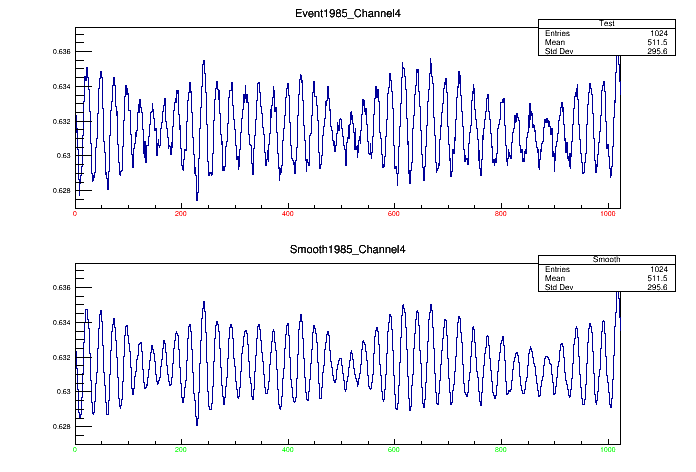 Event1985_Channel4
Test
Entries 1024
Mean 511.5
Std Dev 295.6
0.636
0.634
0.632
0.63
0.628
0 200 400 600 800 1000
Smooth1985_Channel4
Smooth
Entries 1024
Mean 511.5
Std Dev 295.6
0.636
0.634
0.632
0.63
0.628
0 200 400 600 800 1000